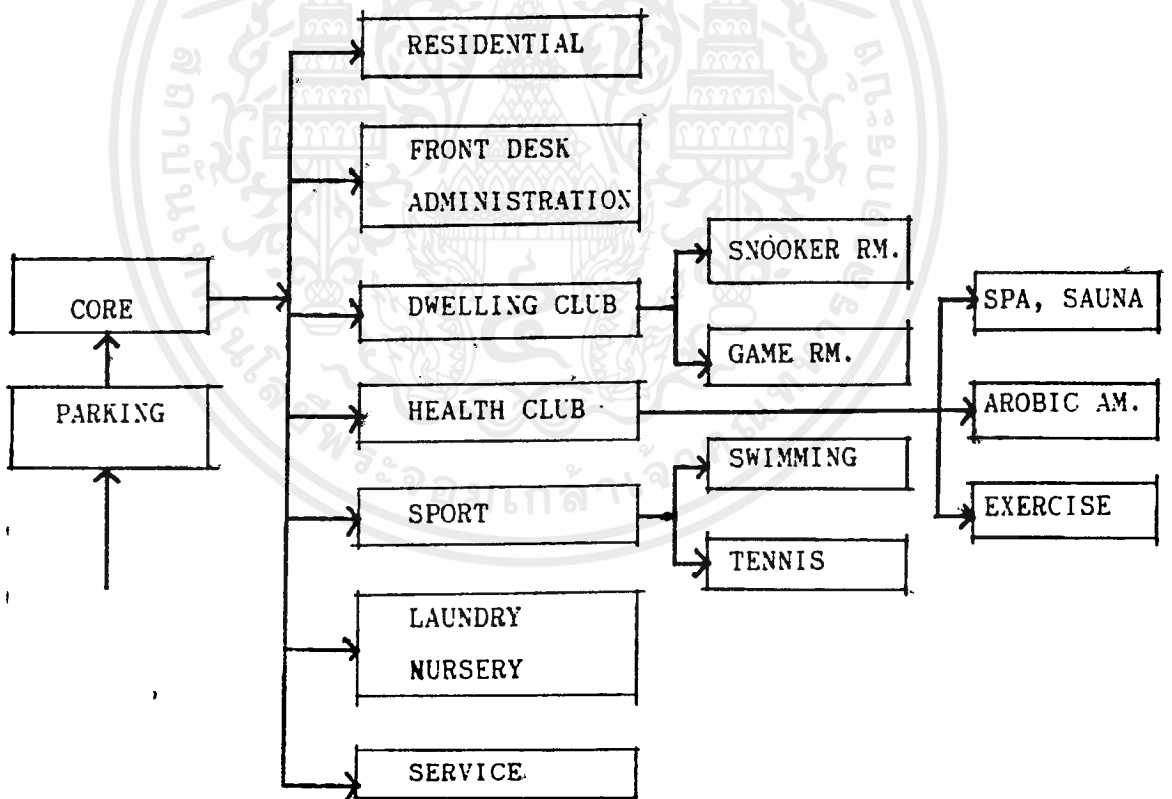 RESIDENTIAL
FRONT DESK
ADMINISTRATION
CORE
PARKING
DWELLING CLUB
SNOOKER RM.
GAME RM.
HEALTH CLUB
SPA, SAUNA
AROBIC AM.
EXERCISE
SPORT
SWIMMING
TENNIS
LAUNDRY
NURSERY
SERVICE